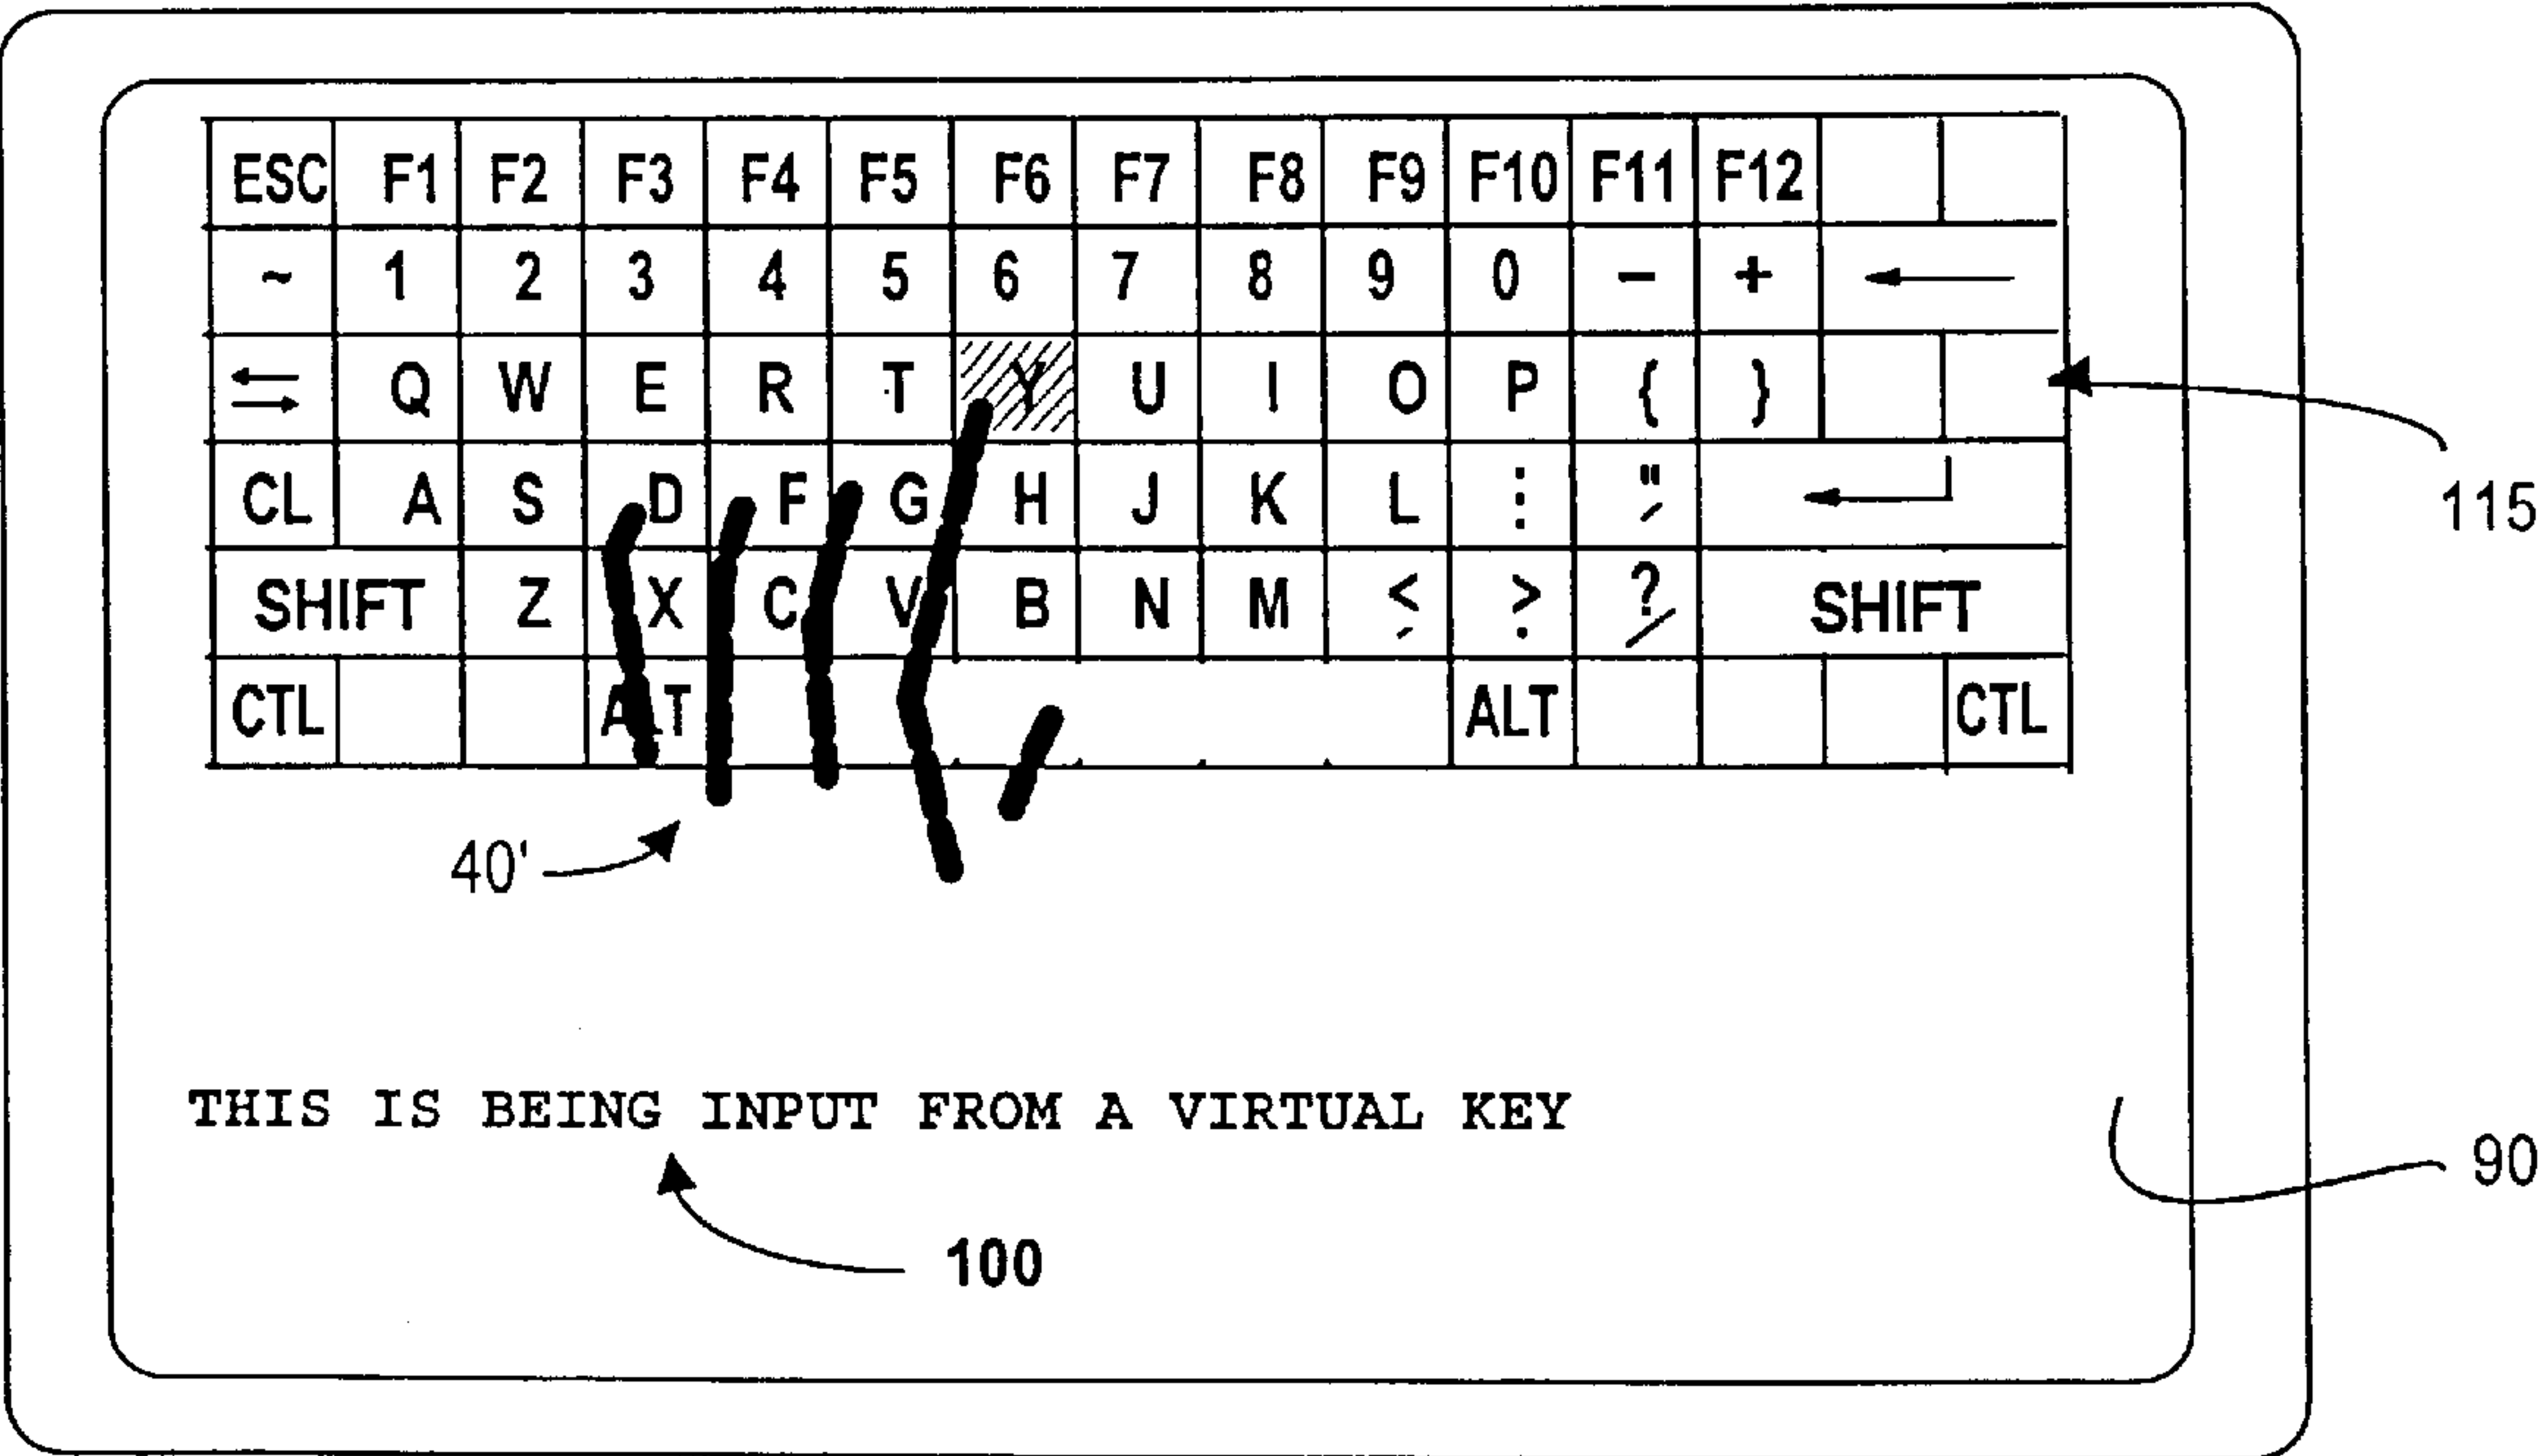 ESC F1 F2 F3 F4 F5 F6 F7 F8 F9 F10 F11 F12
~ 1 2 3 4 5 6 7 8 9 0 – + ←
⇆ Q W E R T Y U I O P { }
CL A S D F G H J K L : " ' ↵
SHIFT Z X C V B N M < , > . ? / SHIFT
CTL ALT ALT CTL
115
40'
THIS IS BEING INPUT FROM A VIRTUAL KEY
90
100